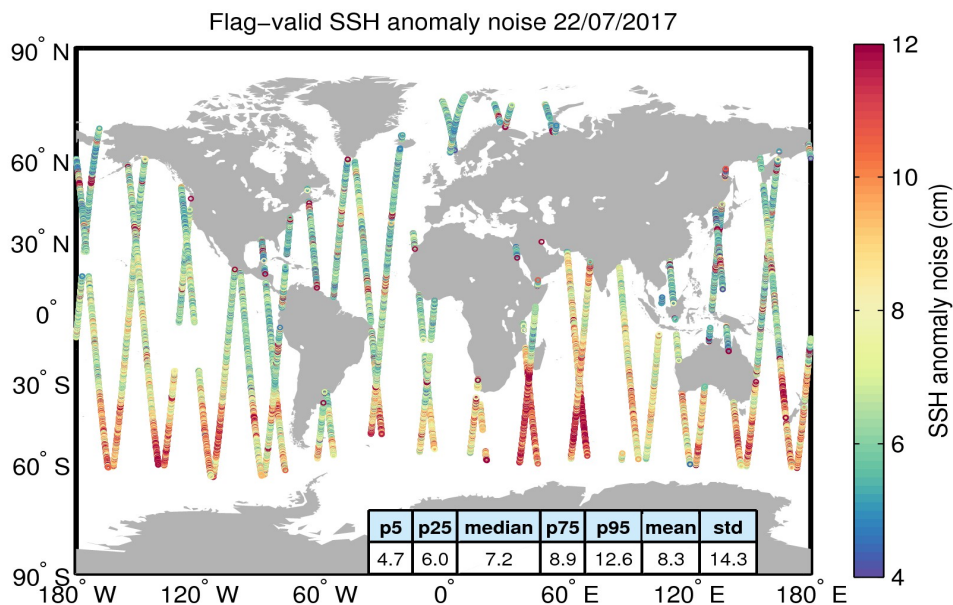 Flag−valid SSH anomaly noise 22/07/2017
90° N
60° N
30° N
0°
30° S
60° S
90° S
180° W
120° W
60° W
0°
60° E
120° E
180° E
p5 p25 median p75 p95 mean std
4.7 6.0 7.2 8.9 12.6 8.3 14.3
12
10
8
6
4
SSH anomaly noise (cm)